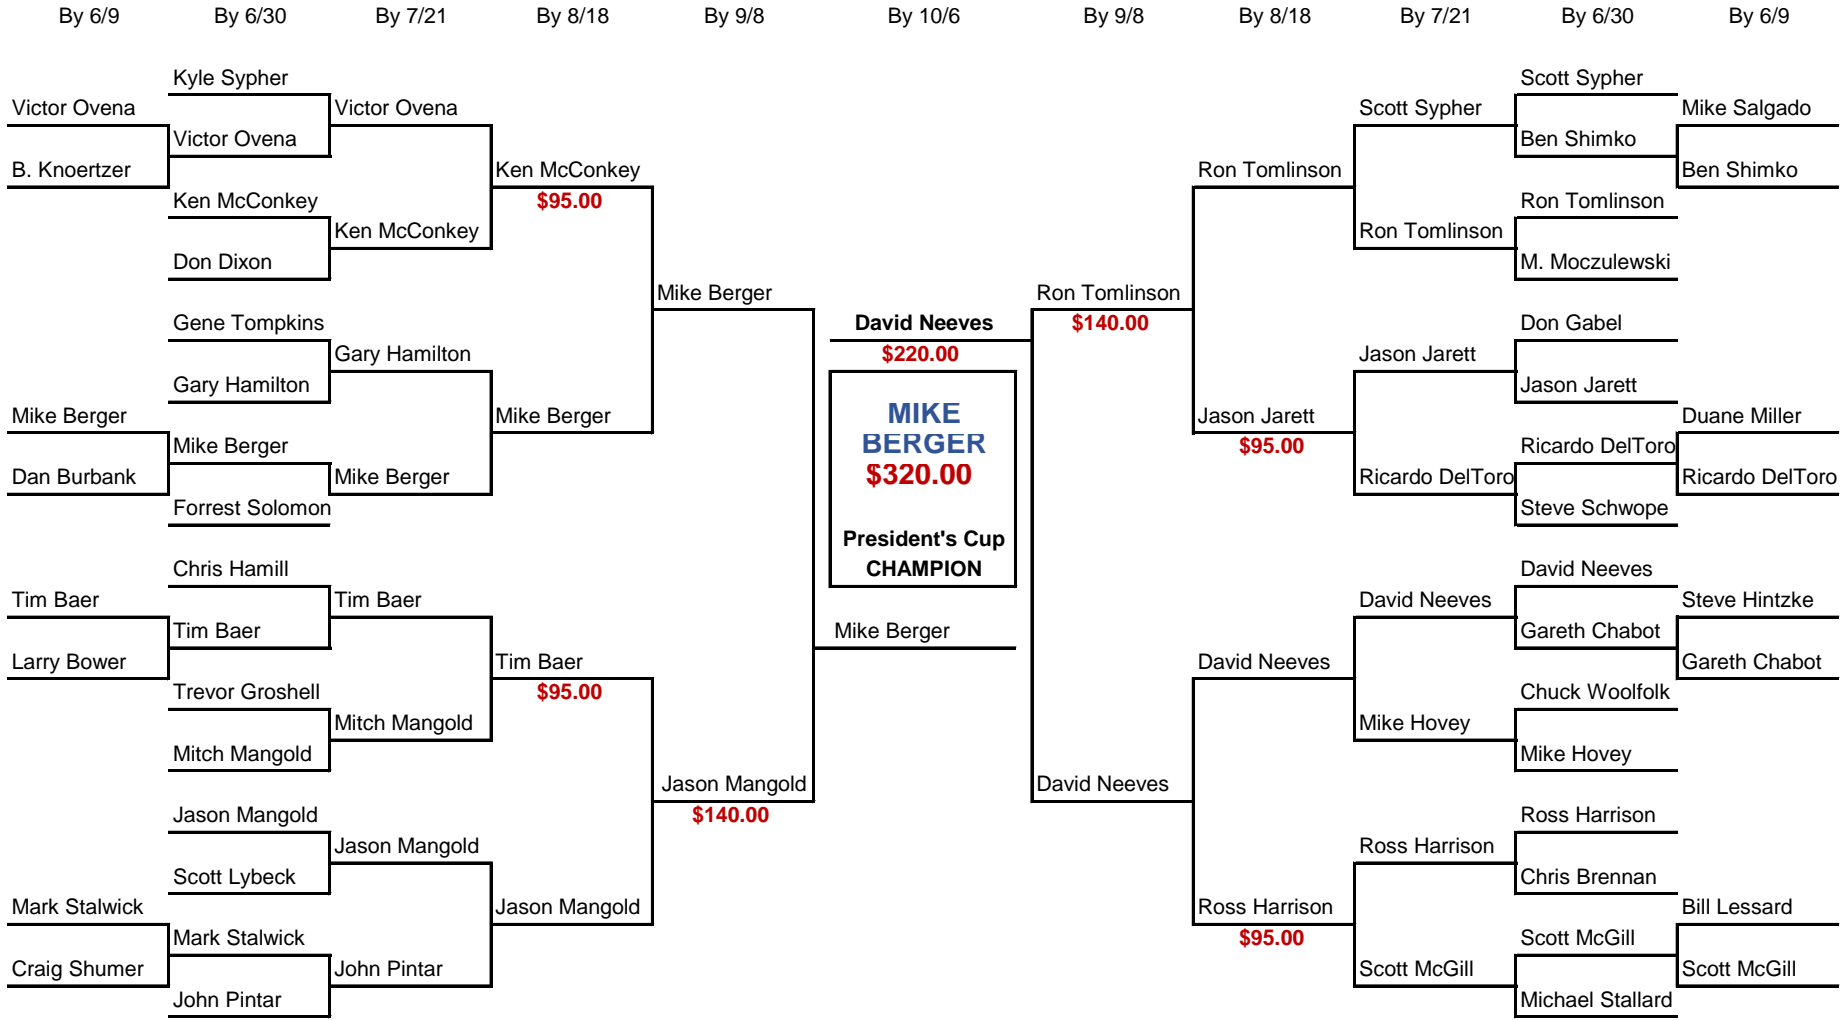 By 6/9 By 6/30 By 7/21 By 8/18 By 9/8 By 10/6 By 9/8 By 8/18 By 7/21 By 6/30 By 6/9
Kyle Sypher Scott Sypher
Victor Ovena Victor Ovena Scott Sypher Mike Salgado
Victor Ovena Ben Shimko
B. Knoertzer Ken McConkey Ron Tomlinson Ben Shimko
Ken McConkey $95.00 Ron Tomlinson
Ken McConkey Ron Tomlinson
Don Dixon M. Moczulewski
Mike Berger Ron Tomlinson
Gene Tompkins David Neeves $140.00 Don Gabel
Gary Hamilton $220.00 Jason Jarett
Gary Hamilton Jason Jarett
Mike Berger Mike Berger MIKE Jason Jarett Duane Miller
Mike Berger BERGER $95.00 Ricardo DelToro
Dan Burbank Mike Berger $320.00 Ricardo DelToro Ricardo DelToro
Forrest Solomon Steve Schwope
President's Cup
Chris Hamill CHAMPION David Neeves
Tim Baer Tim Baer David Neeves Steve Hintzke
Tim Baer Mike Berger Gareth Chabot
Larry Bower Tim Baer David Neeves Gareth Chabot
Trevor Groshell $95.00 Chuck Woolfolk
Mitch Mangold Mike Hovey
Mitch Mangold Mike Hovey
Jason Mangold David Neeves
Jason Mangold $140.00 Ross Harrison
Jason Mangold Ross Harrison
Scott Lybeck Chris Brennan
Mark Stalwick Jason Mangold Ross Harrison Bill Lessard
Mark Stalwick $95.00 Scott McGill
Craig Shumer John Pintar Scott McGill Scott McGill
John Pintar Michael Stallard